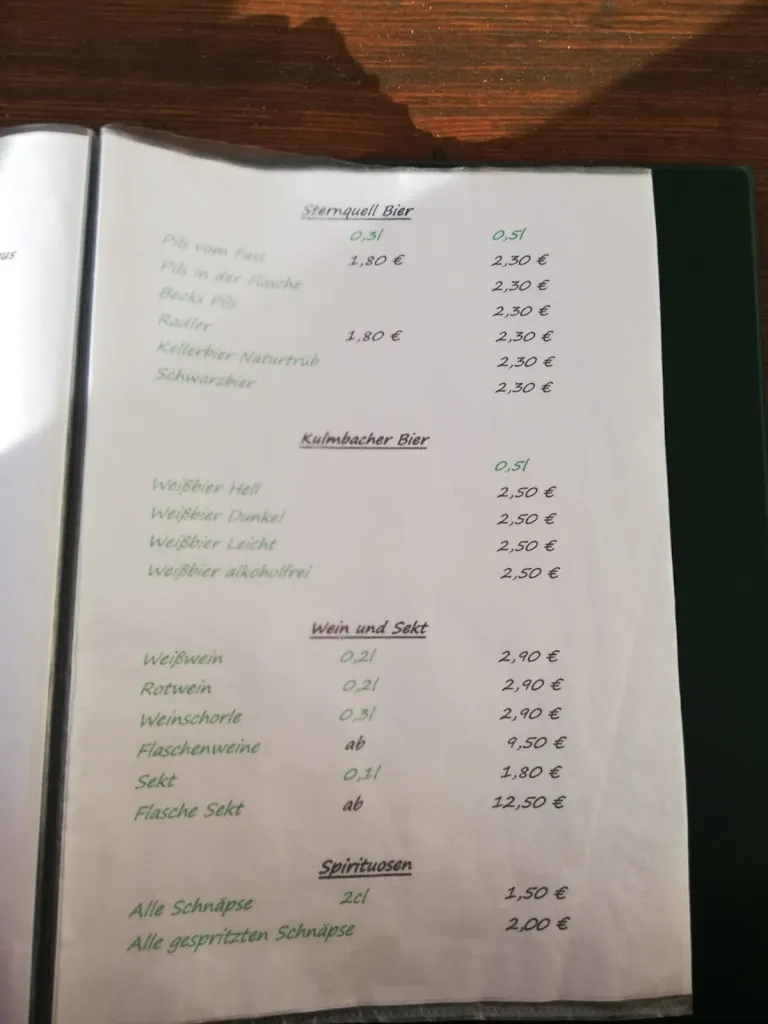 Sternquell Bier
0,3l 0,5l
Pils vom Fass 1,80 € 2,30 €
Pils in der Flasche 2,30 €
Becks Pils 2,30 €
Radler 1,80 € 2,30 €
Kellerbier Naturtrüb 2,30 €
Schwarzbier 2,30 €
Kulmbacher Bier
0,5l
Weißbier Hell 2,50 €
Weißbier Dunkel 2,50 €
Weißbier Leicht 2,50 €
Weißbier alkoholfrei 2,50 €
Wein und Sekt
Weißwein 0,2l 2,90 €
Rotwein 0,2l 2,90 €
Weinschorle 0,3l 2,90 €
Flaschenweine ab 9,50 €
Sekt 0,1l 1,80 €
Flasche Sekt ab 12,50 €
Spirituosen
Alle Schnäpse 2cl 1,50 €
Alle gespritzten Schnäpse 2,00 €